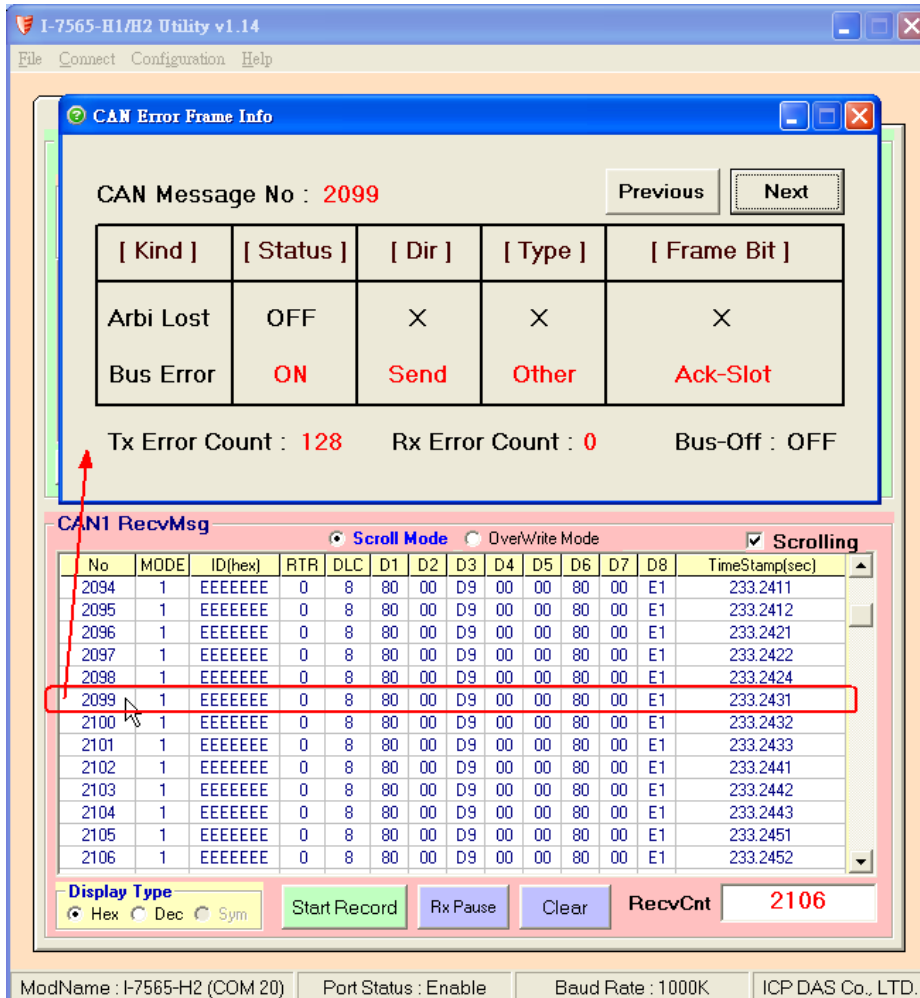 I-7565-H1/H2 Utility v1.14
File Connect Configuration Help
CAN Error Frame Info
CAN Message No : 2099 Previous Next
[ Kind ] [ Status ] [ Dir ] [ Type ] [ Frame Bit ]
Arbi Lost OFF X X X
Bus Error ON Send Other Ack-Slot
Tx Error Count : 128 Rx Error Count : 0 Bus-Off : OFF
CAN1 RecvMsg
Scroll Mode OverWrite Mode Scrolling
No MODE ID(hex) RTR DLC D1 D2 D3 D4 D5 D6 D7 D8 TimeStamp(sec)
2094 1 EEEEEEE 0 8 80 00 D9 00 00 80 00 E1 233.2411
2095 1 EEEEEEE 0 8 80 00 D9 00 00 80 00 E1 233.2412
2096 1 EEEEEEE 0 8 80 00 D9 00 00 80 00 E1 233.2421
2097 1 EEEEEEE 0 8 80 00 D9 00 00 80 00 E1 233.2422
2098 1 EEEEEEE 0 8 80 00 D9 00 00 80 00 E1 233.2424
2099 1 EEEEEEE 0 8 80 00 D9 00 00 80 00 E1 233.2431
2100 1 EEEEEEE 0 8 80 00 D9 00 00 80 00 E1 233.2432
2101 1 EEEEEEE 0 8 80 00 D9 00 00 80 00 E1 233.2433
2102 1 EEEEEEE 0 8 80 00 D9 00 00 80 00 E1 233.2441
2103 1 EEEEEEE 0 8 80 00 D9 00 00 80 00 E1 233.2442
2104 1 EEEEEEE 0 8 80 00 D9 00 00 80 00 E1 233.2443
2105 1 EEEEEEE 0 8 80 00 D9 00 00 80 00 E1 233.2451
2106 1 EEEEEEE 0 8 80 00 D9 00 00 80 00 E1 233.2452
Display Type
Hex Dec Sym Start Record Rx Pause Clear RecvCnt 2106
ModName : I-7565-H2 (COM 20) Port Status : Enable Baud Rate : 1000K ICP DAS Co., LTD.